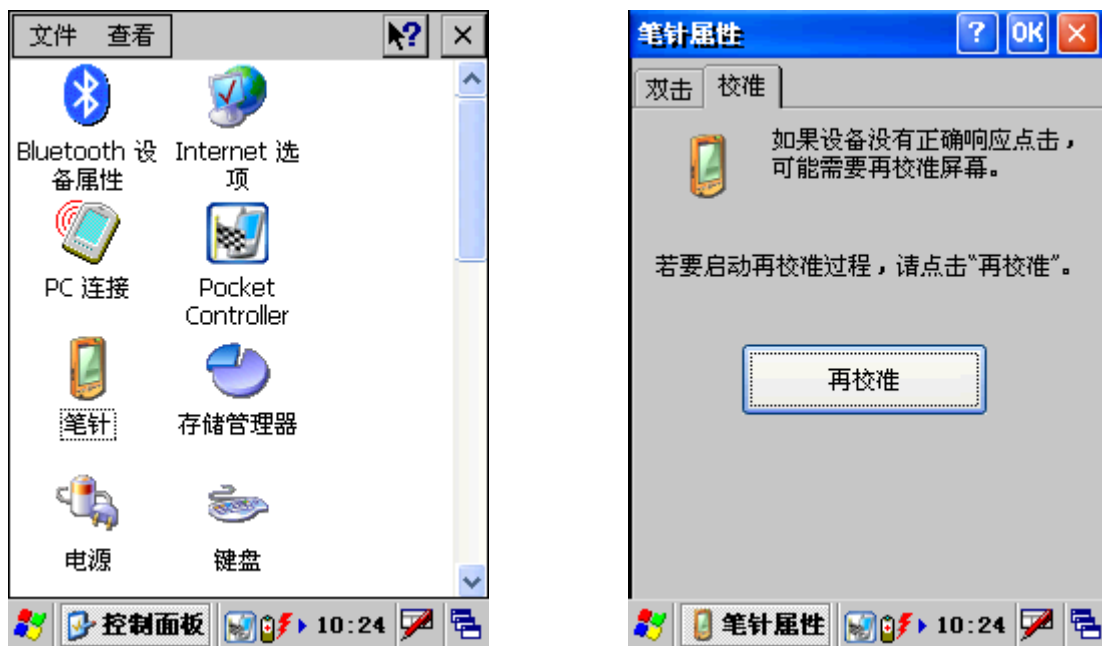 文件 查看
?
×
Bluetooth 设
备属性
Internet 选
项
PC 连接
Pocket
Controller
笔针
存储管理器
电源
键盘
控制面板 10:24
笔针属性 ? OK ×
双击 校准
如果设备没有正确响应点击，
可能需要再校准屏幕。
若要启动再校准过程，请点击“再校准”。
再校准
笔针属性 10:24